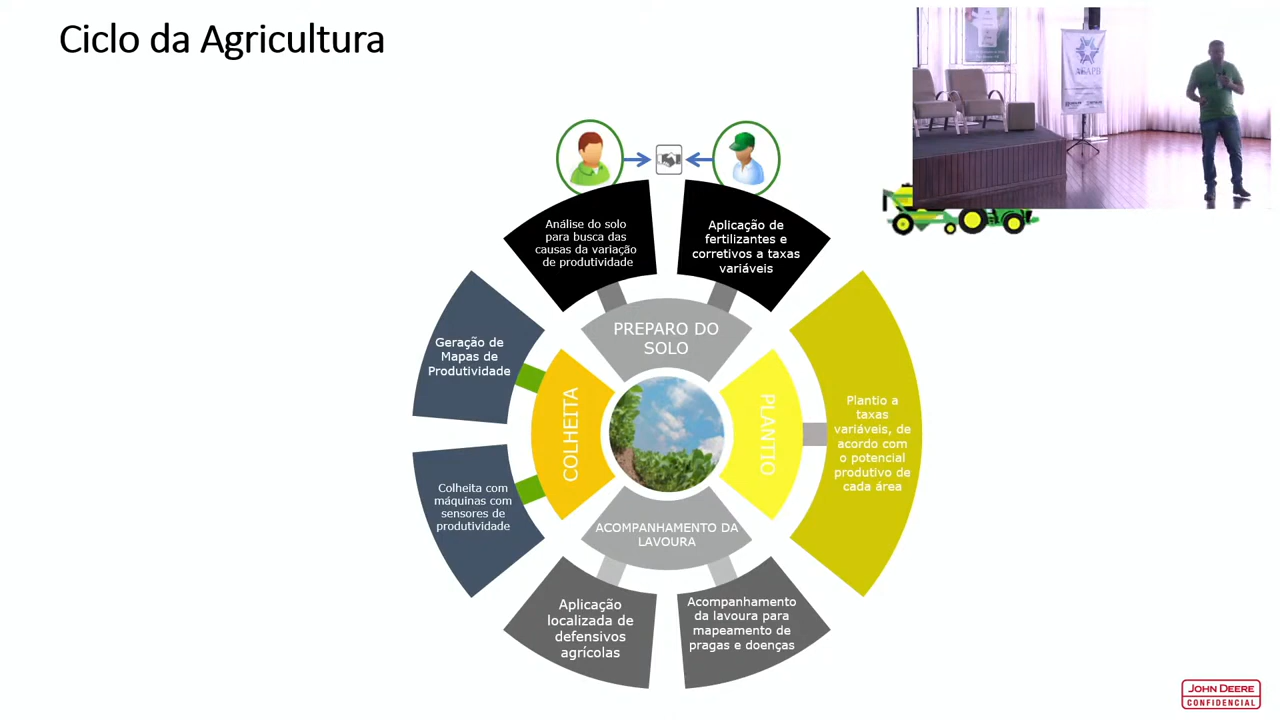 Ciclo da Agricultura
AGAPB
Análise do solo
para busca das
causas da variação
de produtividade
Aplicação de
fertilizantes e
corretivos a taxas
variáveis
PREPARO DO
SOLO
Geração de
Mapas de
Produtividade
COLHEITA
PLANTIO
Plantio a
taxas
variáveis, de
acordo com
o potencial
produtivo de
cada área
Colheita com
máquinas com
sensores de
produtividade
ACOMPANHAMENTO DA
LAVOURA
Aplicação
localizada de
defensivos
agrícolas
Acompanhamento
da lavoura para
mapeamento de
pragas e doenças
JOHN DEERE
CONFIDENCIAL